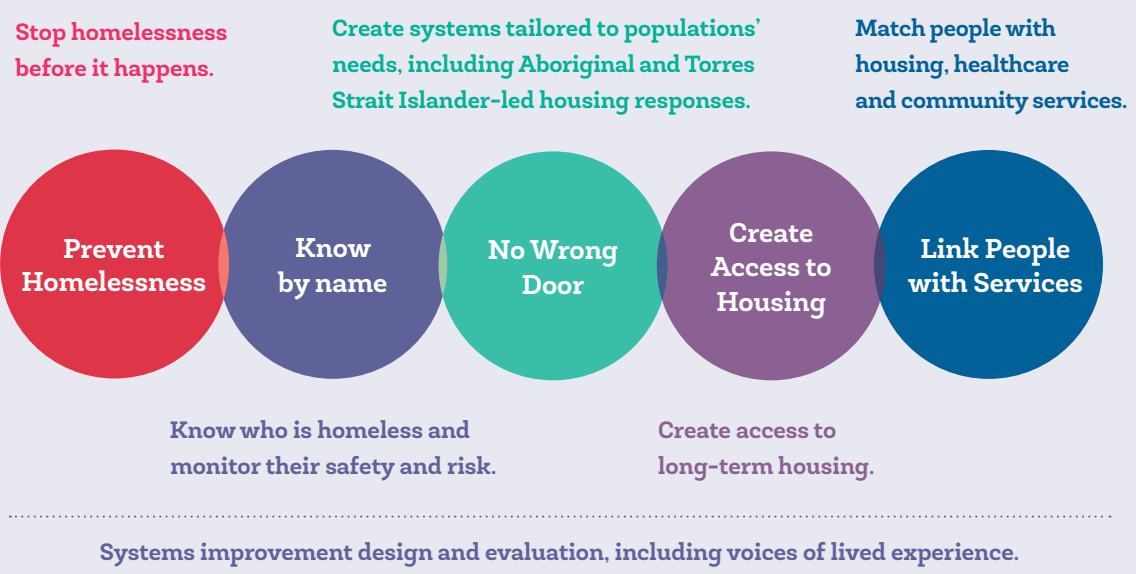 Stop homelessness
before it happens.
Create systems tailored to populations’
needs, including Aboriginal and Torres
Strait Islander-led housing responses.
Match people with
housing, healthcare
and community services.
Prevent
Homelessness
Know
by name
No Wrong
Door
Create
Access to
Housing
Link People
with Services
Know who is homeless and
monitor their safety and risk.
Create access to
long-term housing.
Systems improvement design and evaluation, including voices of lived experience.